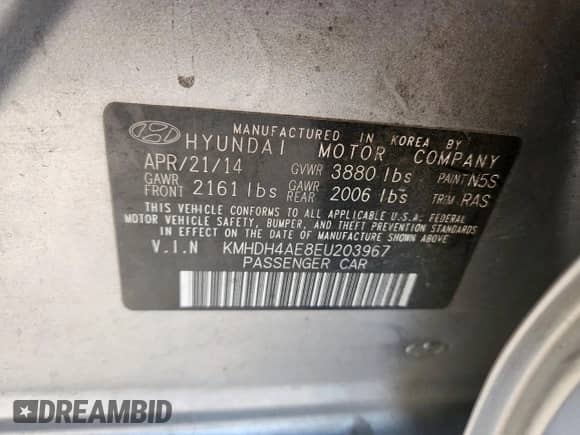 MANUFACTURED IN KOREA BY
HYUNDAI MOTOR COMPANY
APR/21/14 GVWR 3880 lbs PAINT N5S
GAWR FRONT 2161 lbs GAWR REAR 2006 lbs TRIM RAS
THIS VEHICLE CONFORMS TO ALL APPLICABLE U.S.A. FEDERAL
MOTOR VEHICLE SAFETY, BUMPER, AND THEFT PREVENTION STANDARDS
IN EFFECT ON THE DATE OF MANUFACTURE SHOWN ABOVE.
V.I.N KMHDH4AE8EU203967
PASSENGER CAR
DREAMBID